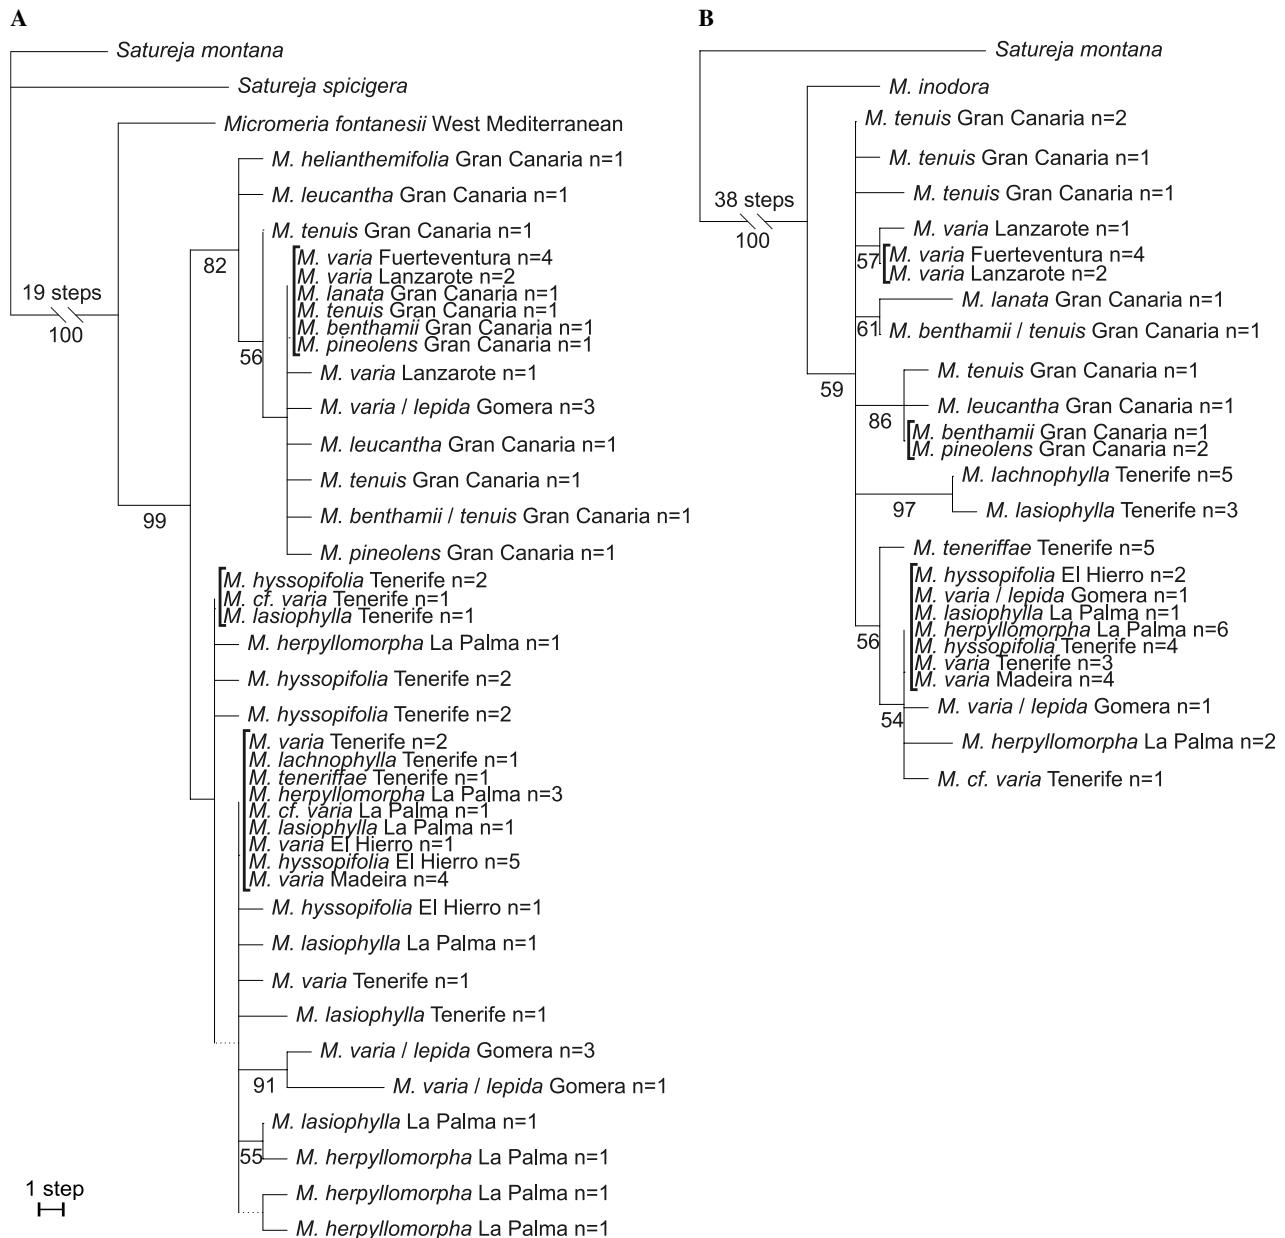 A
Satureja montana
Satureja spicigera
Micromeria fontanesii West Mediterranean
M. helianthemifolia Gran Canaria n=1
M. leucantha Gran Canaria n=1
M. tenuis Gran Canaria n=1
82
M. varia Fuerteventura n=4
M. varia Lanzarote n=2
M. lanata Gran Canaria n=1
M. tenuis Gran Canaria n=1
M. benthamii Gran Canaria n=1
M. pineolens Gran Canaria n=1
19 steps
100
56
M. varia Lanzarote n=1
M. varia / lepida Gomera n=3
M. leucantha Gran Canaria n=1
M. tenuis Gran Canaria n=1
M. benthamii / tenuis Gran Canaria n=1
99
M. pineolens Gran Canaria n=1
M. hyssopifolia Tenerife n=2
M. cf. varia Tenerife n=1
M. lasiophylla Tenerife n=1
M. herpyllomorpha La Palma n=1
M. hyssopifolia Tenerife n=2
M. hyssopifolia Tenerife n=2
M. varia Tenerife n=2
M. lachnophylla Tenerife n=1
M. teneriffae Tenerife n=1
M. herpyllomorpha La Palma n=3
M. cf. varia La Palma n=1
M. lasiophylla La Palma n=1
M. varia El Hierro n=1
M. hyssopifolia El Hierro n=5
M. varia Madeira n=4
M. hyssopifolia El Hierro n=1
M. lasiophylla La Palma n=1
M. varia Tenerife n=1
M. lasiophylla Tenerife n=1
M. varia / lepida Gomera n=3
91
M. varia / lepida Gomera n=1
M. lasiophylla La Palma n=1
55
M. herpyllomorpha La Palma n=1
M. herpyllomorpha La Palma n=1
M. herpyllomorpha La Palma n=1
1 step
B
Satureja montana
M. inodora
M. tenuis Gran Canaria n=2
M. tenuis Gran Canaria n=1
M. tenuis Gran Canaria n=1
38 steps
100
M. varia Lanzarote n=1
57
M. varia Fuerteventura n=4
M. varia Lanzarote n=2
M. lanata Gran Canaria n=1
61
M. benthamii / tenuis Gran Canaria n=1
M. tenuis Gran Canaria n=1
59
M. leucantha Gran Canaria n=1
86
M. benthamii Gran Canaria n=1
M. pineolens Gran Canaria n=2
M. lachnophylla Tenerife n=5
97
M. lasiophylla Tenerife n=3
M. teneriffae Tenerife n=5
M. hyssopifolia El Hierro n=2
M. varia / lepida Gomera n=1
M. lasiophylla La Palma n=1
M. herpyllomorpha La Palma n=6
M. hyssopifolia Tenerife n=4
M. varia Tenerife n=3
M. varia Madeira n=4
56
M. varia / lepida Gomera n=1
54
M. herpyllomorpha La Palma n=2
M. cf. varia Tenerife n=1